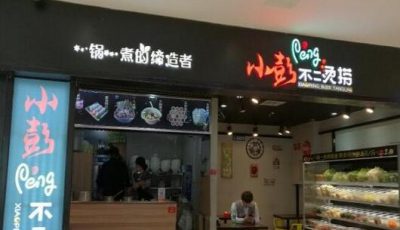 一锅一煮的缔造者
小彭
Peng
不二烫捞
XIAOPENG BUER TANGLAO
小彭
Peng
不二